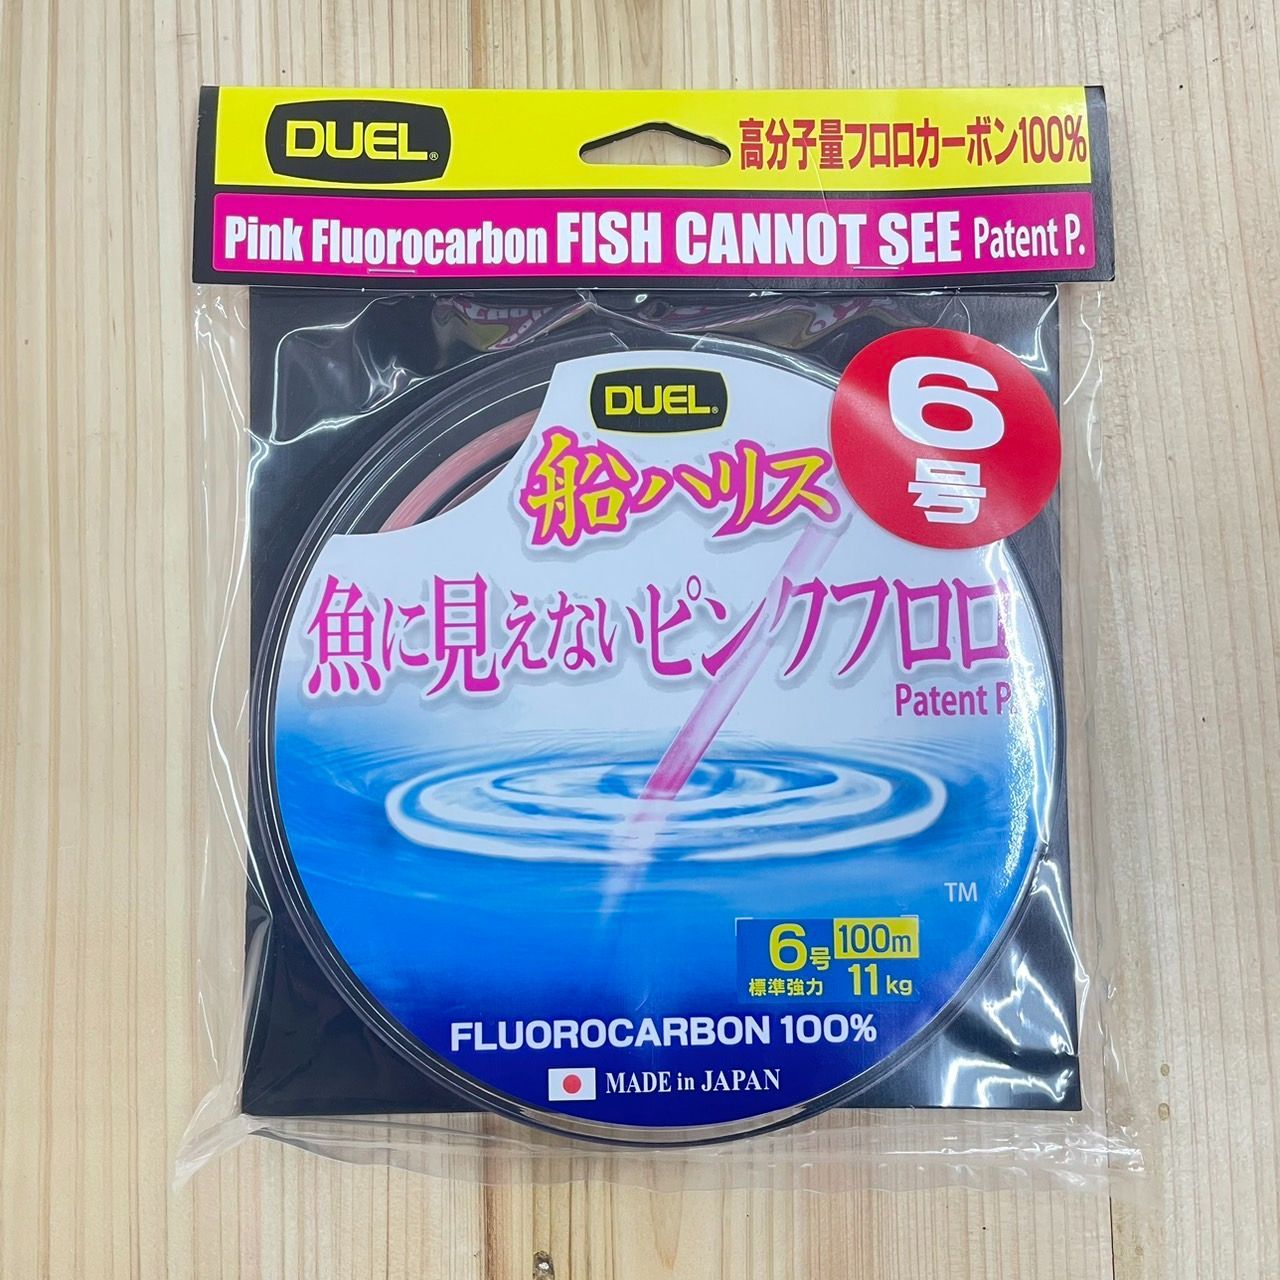 DUEL®
高分子量フロロカーボン100%
Pink Fluorocarbon FISH CANNOT SEE Patent P.
DUEL®
6号
船ハリス
魚に見えないピンクフロロ
Patent P.
TM
6号 100m
標準強力 11kg
FLUOROCARBON 100%
MADE in JAPAN